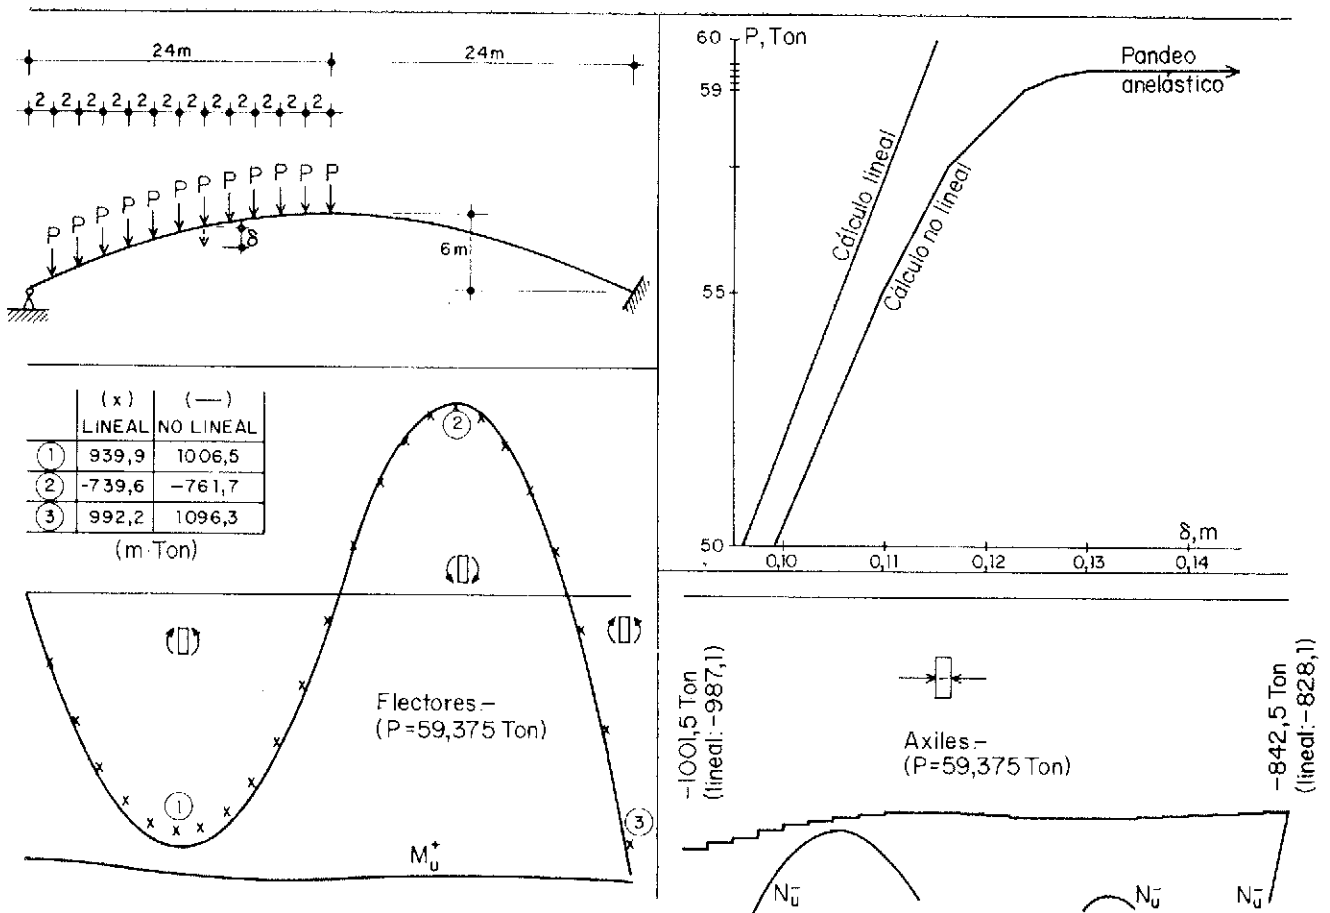 24m
24m
2 2 2 2 2 2 2 2 2 2 2 2
P P P P P P P P P P P P
δ
6m
P, Ton
60
59
55
50
Pandeo
anelástico
Cálculo lineal
Cálculo no lineal
δ, m
0,10 0,11 0,12 0,13 0,14
(x) (—)
LINEAL NO LINEAL
1 939,9 1006,5
2 -739,6 -761,7
3 992,2 1096,3
(m·Ton)
2
1
3
Flectores.-
(P=59,375 Ton)
Mu+
-1001,5 Ton
(lineal:-987,1)
Axiles.-
(P=59,375 Ton)
-842,5 Ton
(lineal:-828,1)
Nu- Nu- Nu-